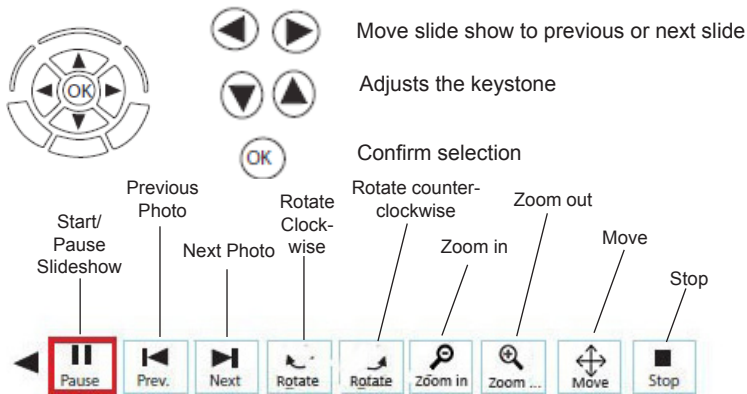 OK
Move slide show to previous or next slide
Adjusts the keystone
OK
Confirm selection
Start/
Pause
Slideshow
Previous
Photo
Next Photo
Rotate
Clock-
wise
Rotate counter-
clockwise
Zoom in
Zoom out
Move
Stop
Pause
Prev.
Next
Rotate
Rotate
Zoom in
Zoom ...
Move
Stop